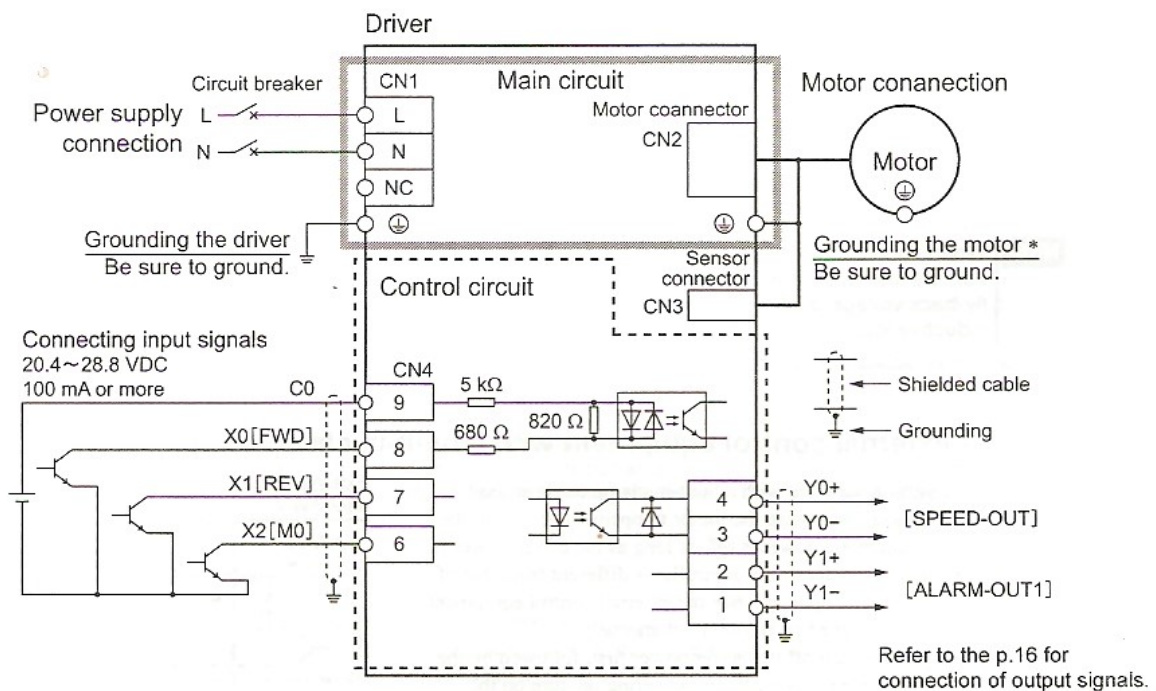 Driver
Circuit breaker
CN1
Main circuit
Motor conanection
Power supply
connection
L
L
Motor coannector
CN2
N
N
Motor
NC
Grounding the driver
Be sure to ground.
Grounding the motor *
Be sure to ground.
Sensor
connector
CN3
Control circuit
Connecting input signals
20.4～28.8 VDC
100 mA or more
C0
CN4
9
5 kΩ
820 Ω
Shielded cable
X0[FWD]
8
680 Ω
Grounding
X1[REV]
7
X2[M0]
6
4
Y0+
3
Y0−
[SPEED-OUT]
2
Y1+
1
Y1−
[ALARM-OUT1]
Refer to the p.16 for
connection of output signals.